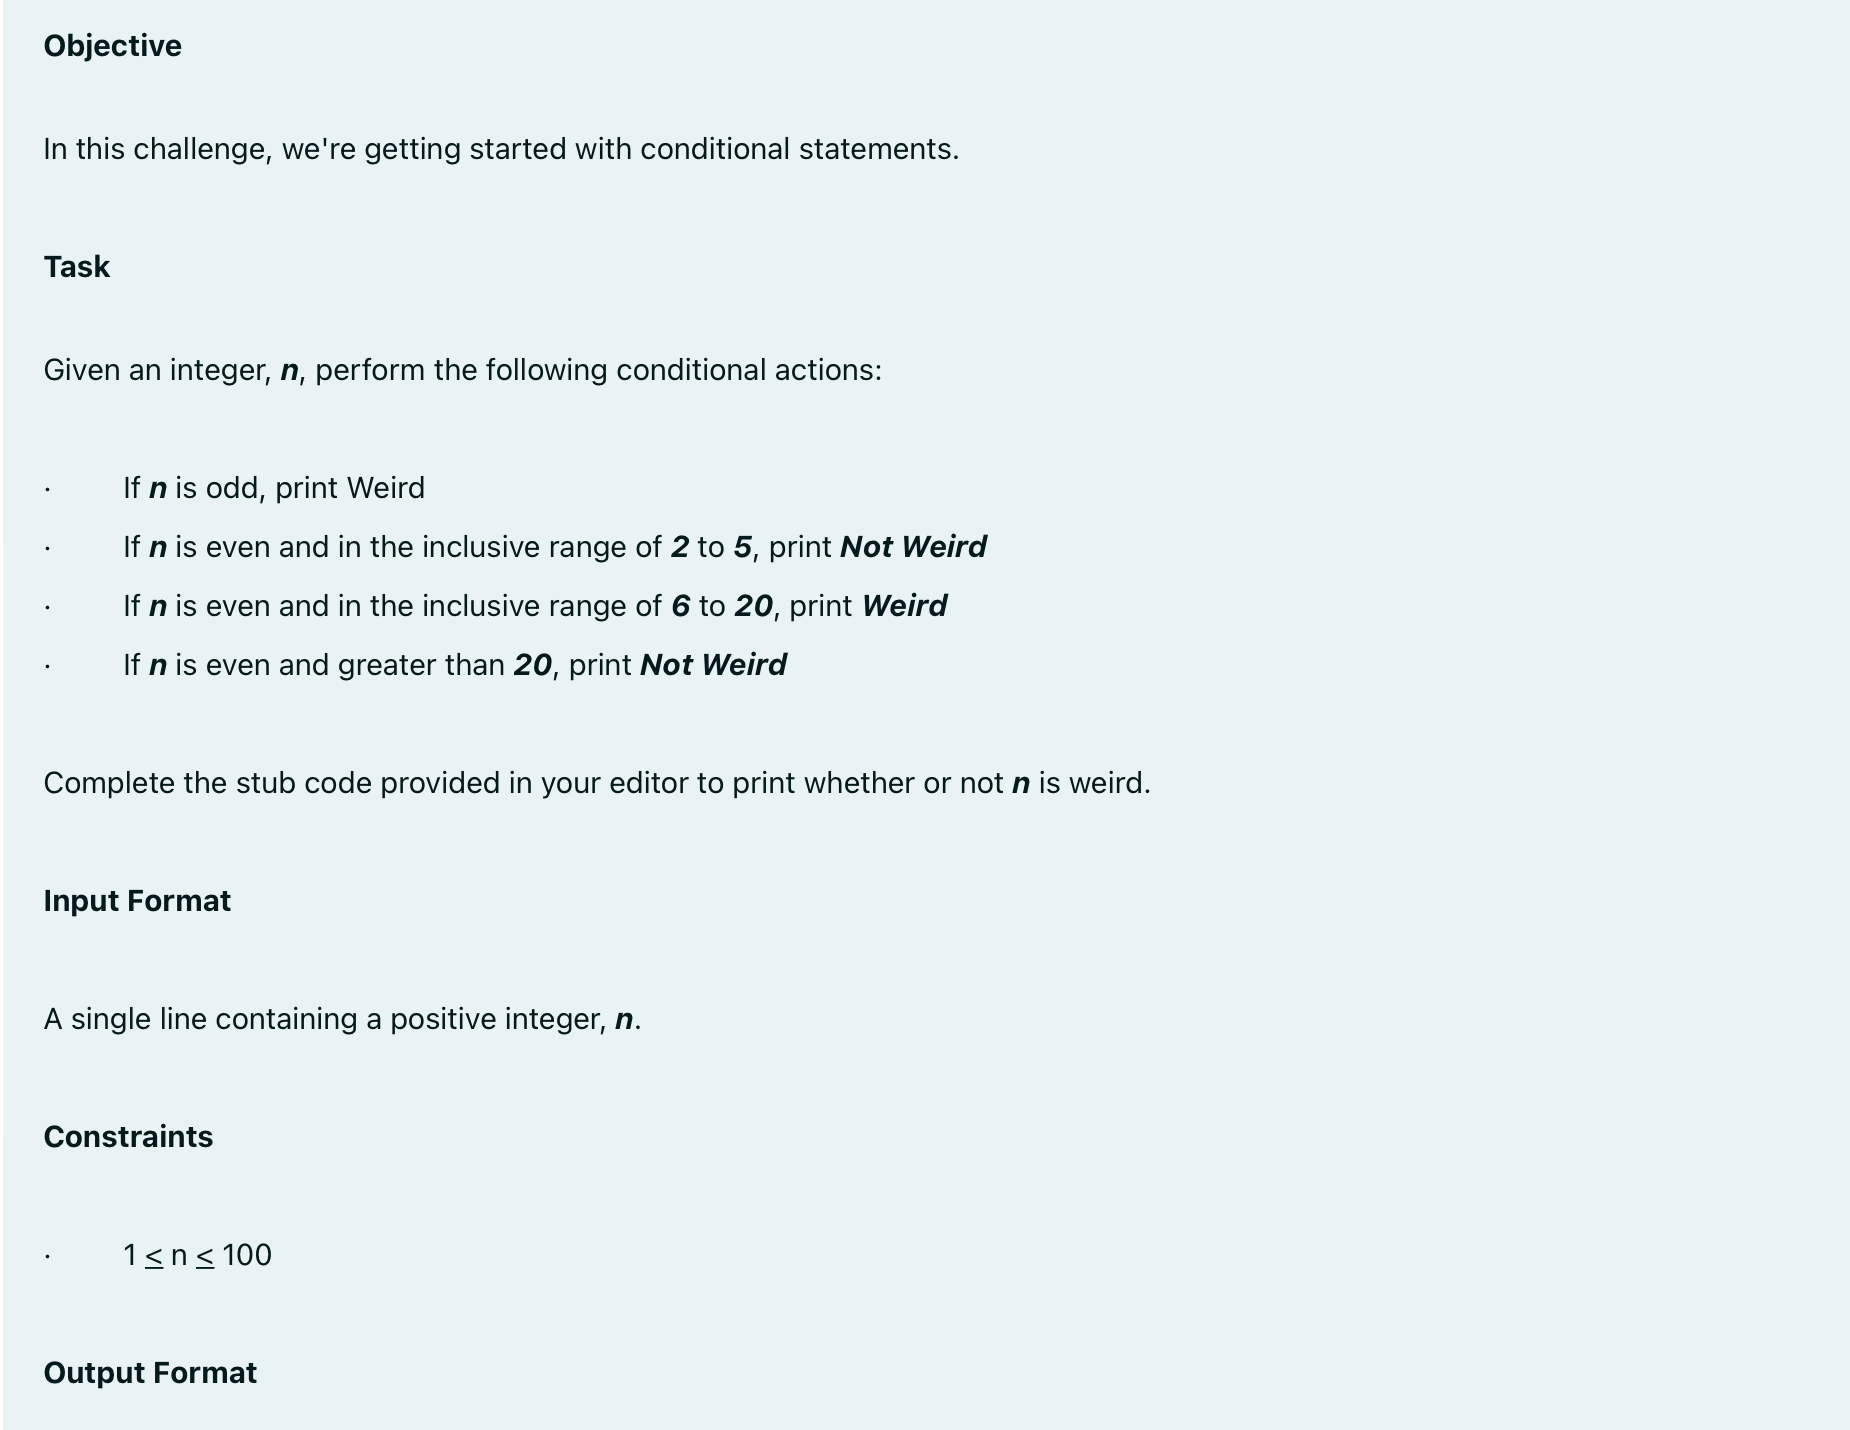 Objective
In this challenge, we're getting started with conditional statements.
Task
Given an integer, n, perform the following conditional actions:
· If n is odd, print Weird
· If n is even and in the inclusive range of 2 to 5, print Not Weird
· If n is even and in the inclusive range of 6 to 20, print Weird
· If n is even and greater than 20, print Not Weird
Complete the stub code provided in your editor to print whether or not n is weird.
Input Format
A single line containing a positive integer, n.
Constraints
· 1 < n < 100
Output Format